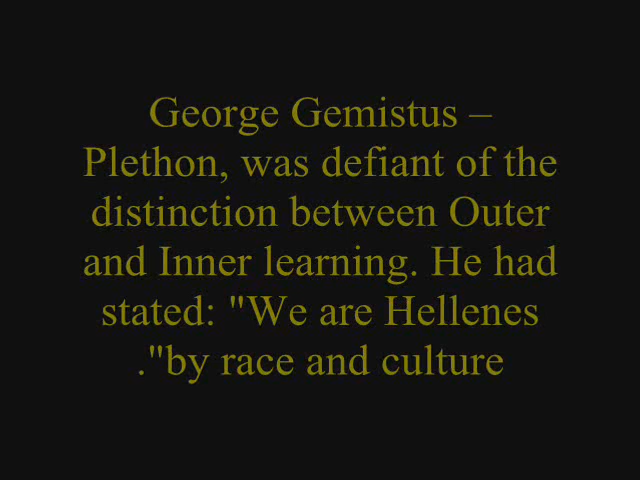 George Gemistus –
Plethon, was defiant of the
distinction between Outer
and Inner learning. He had
stated: "We are Hellenes
."by race and culture